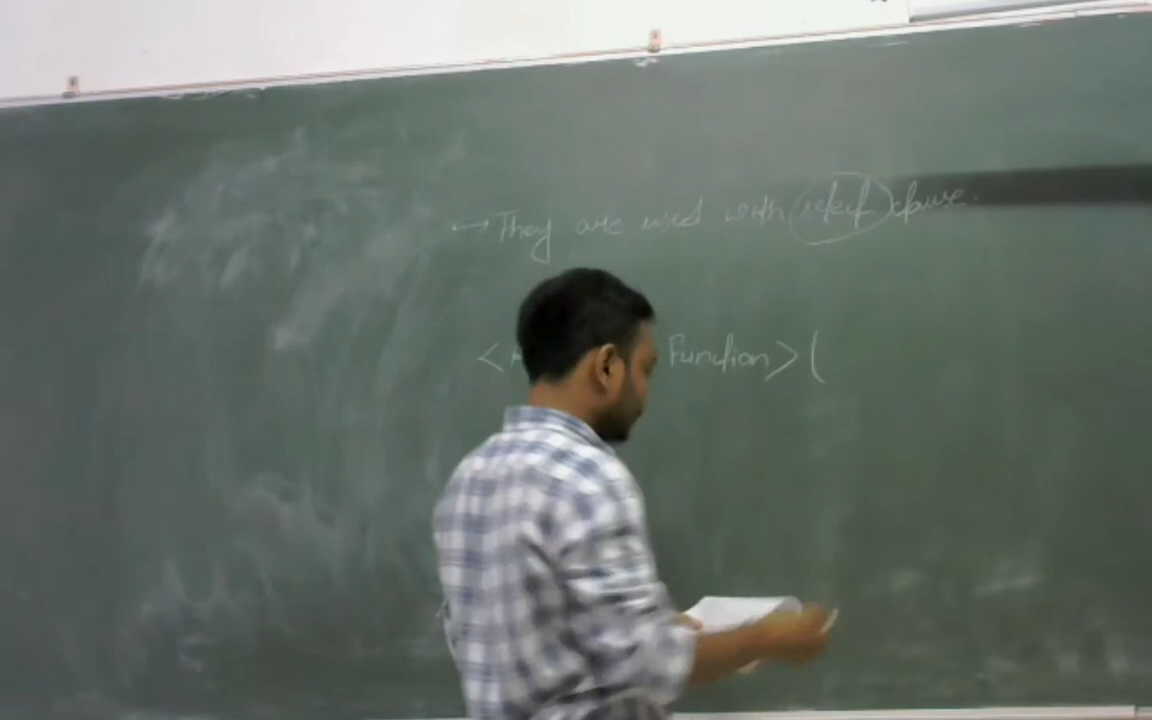 → They are used with select clause.
< Function> (